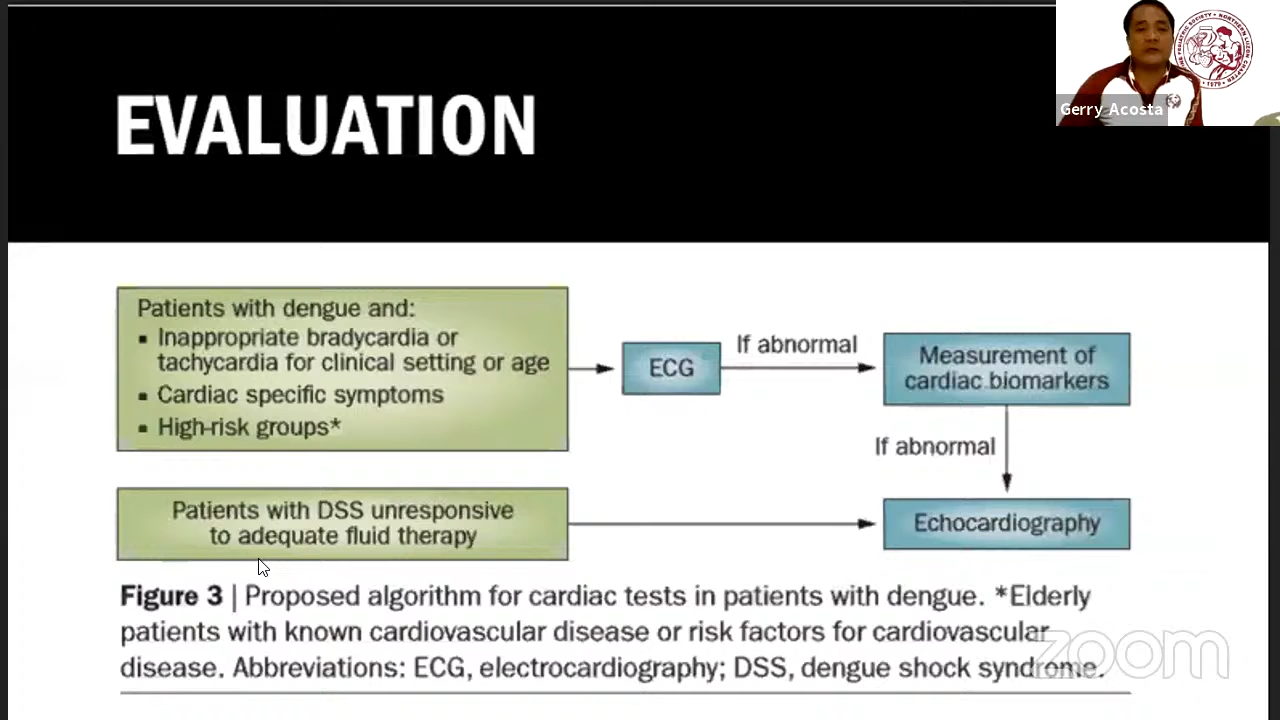 EVALUATION
Gerry Acosta
Patients with dengue and:
▪ Inappropriate bradycardia or
tachycardia for clinical setting or age
▪ Cardiac specific symptoms
▪ High-risk groups*
ECG
If abnormal
Measurement of
cardiac biomarkers
If abnormal
Patients with DSS unresponsive
to adequate fluid therapy
Echocardiography
Figure 3 | Proposed algorithm for cardiac tests in patients with dengue. *Elderly
patients with known cardiovascular disease or risk factors for cardiovascular
disease. Abbreviations: ECG, electrocardiography; DSS, dengue shock syndrome.
zoom